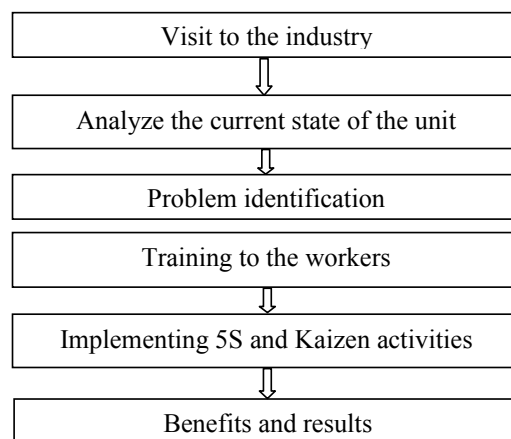 Visit to the industry
Analyze the current state of the unit
Problem identification
Training to the workers
Implementing 5S and Kaizen activities
Benefits and results